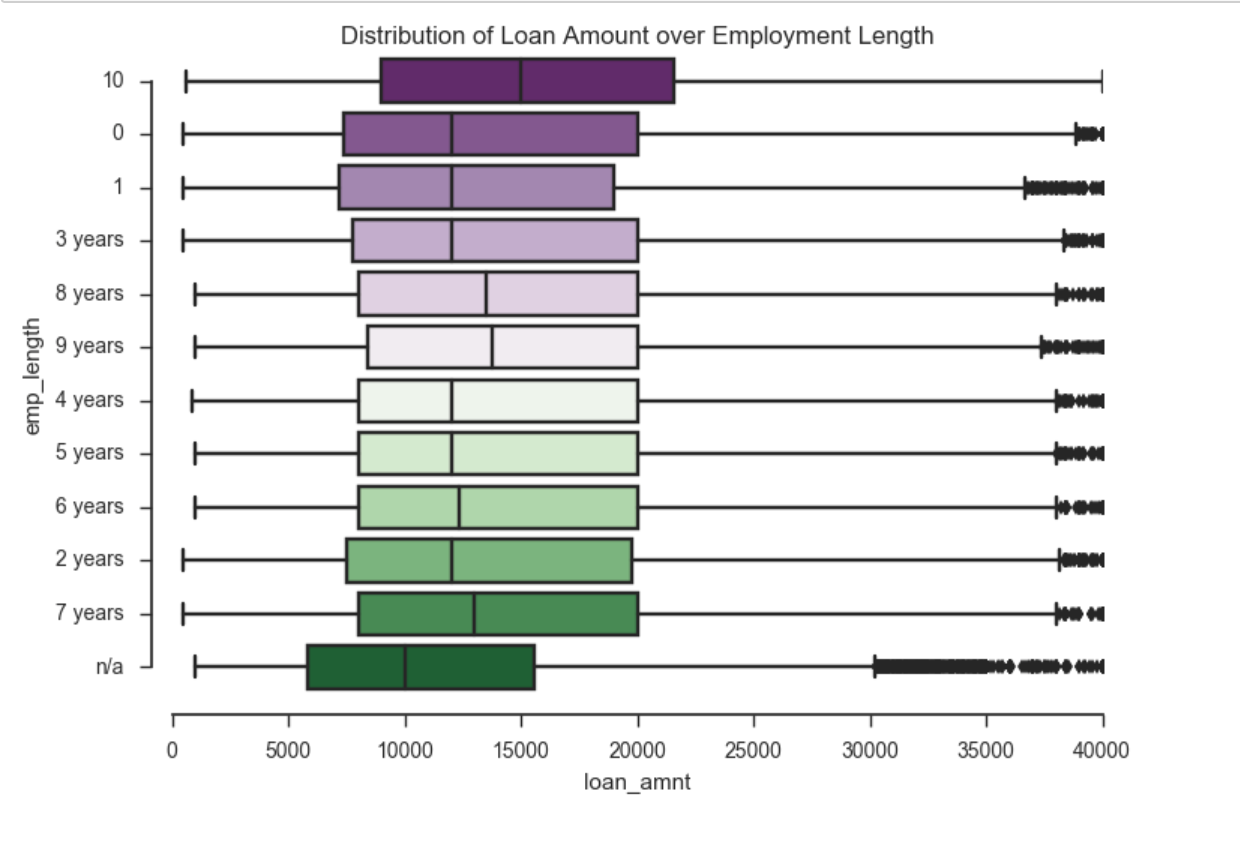 Distribution of Loan Amount over Employment Length
10
0
1
3 years
8 years
9 years
4 years
5 years
6 years
2 years
7 years
n/a
emp_length
0 5000 10000 15000 20000 25000 30000 35000 40000
loan_amnt